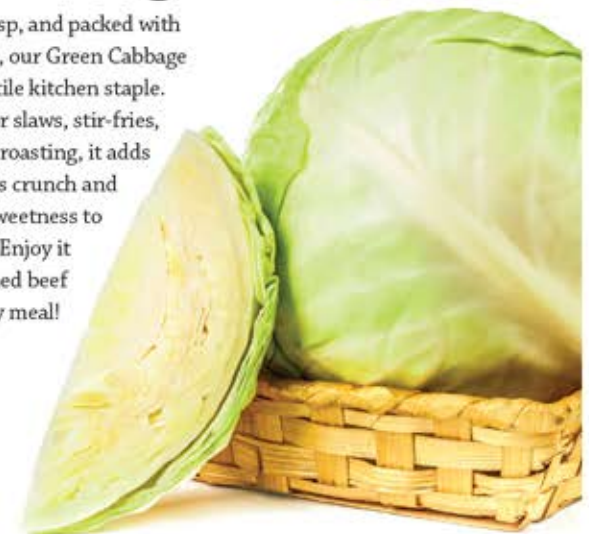 sp, and packed with
, our Green Cabbage
tile kitchen staple.
r slaws, stir-fries,
roasting, it adds
s crunch and
weetness to
Enjoy it
ed beef
y meal!